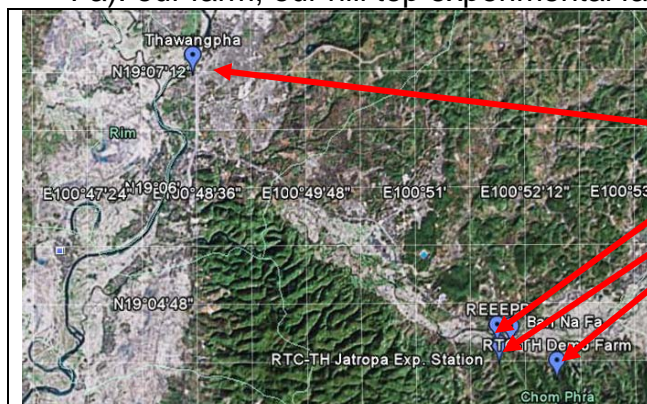 Thawangpha
N19°07'12"
Rim
E100°47'24" N19°06' E100°48'36" E100°49'48" E100°51' E100°52'12" E100°53
N19°04'48"
Ban Na Fa
RTC-TH Demo Farm
RTC-TH Jatropa Exp. Station
Chom Phra